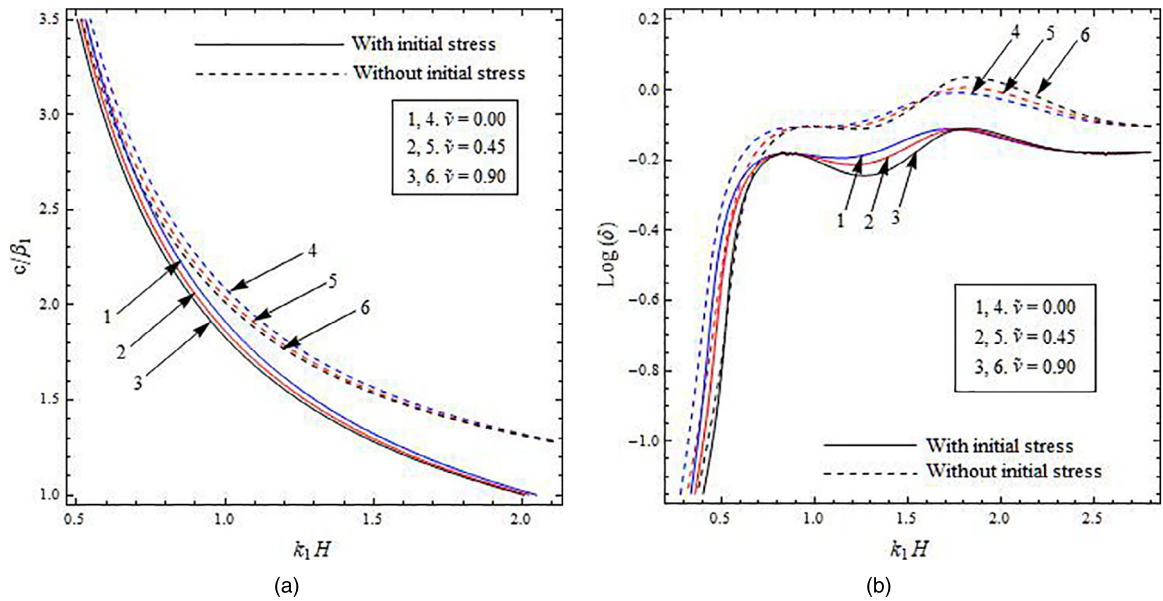 3.5
3.0
2.5
2.0
1.5
1.0
c/β₁
With initial stress
Without initial stress
1, 4. ṽ = 0.00
2, 5. ṽ = 0.45
3, 6. ṽ = 0.90
4
5
6
1
2
3
0.5
1.0
1.5
2.0
k₁H
(a)
0.2
0.0
−0.2
−0.4
−0.6
−0.8
−1.0
Log(δ)
4
5
6
1
2
3
1, 4. ṽ = 0.00
2, 5. ṽ = 0.45
3, 6. ṽ = 0.90
With initial stress
Without initial stress
0.5
1.0
1.5
2.0
2.5
k₁H
(b)